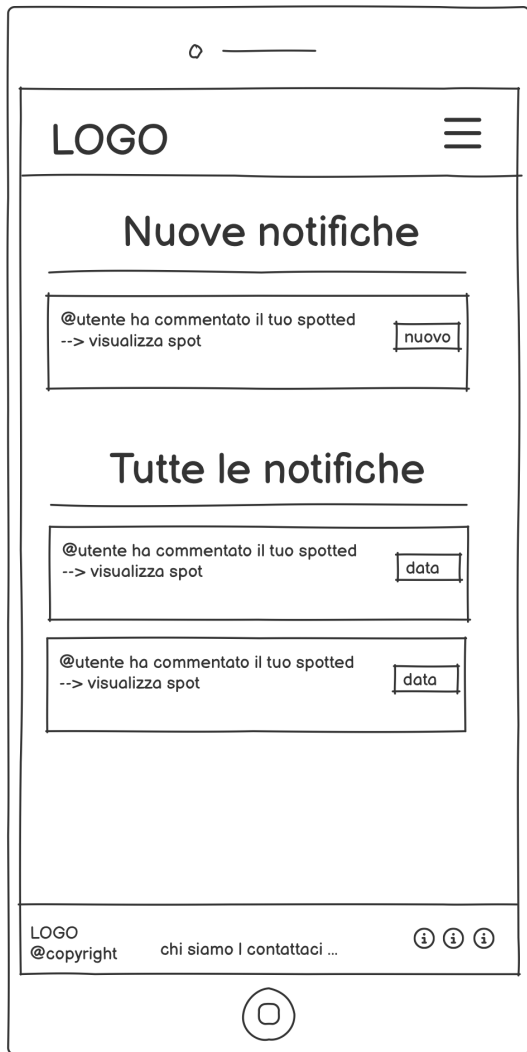 LOGO
Nuove notifiche
@utente ha commentato il tuo spotted
--> visualizza spot
nuovo
Tutte le notifiche
@utente ha commentato il tuo spotted
--> visualizza spot
data
@utente ha commentato il tuo spotted
--> visualizza spot
data
LOGO
@copyright
chi siamo | contattaci ...
i i i